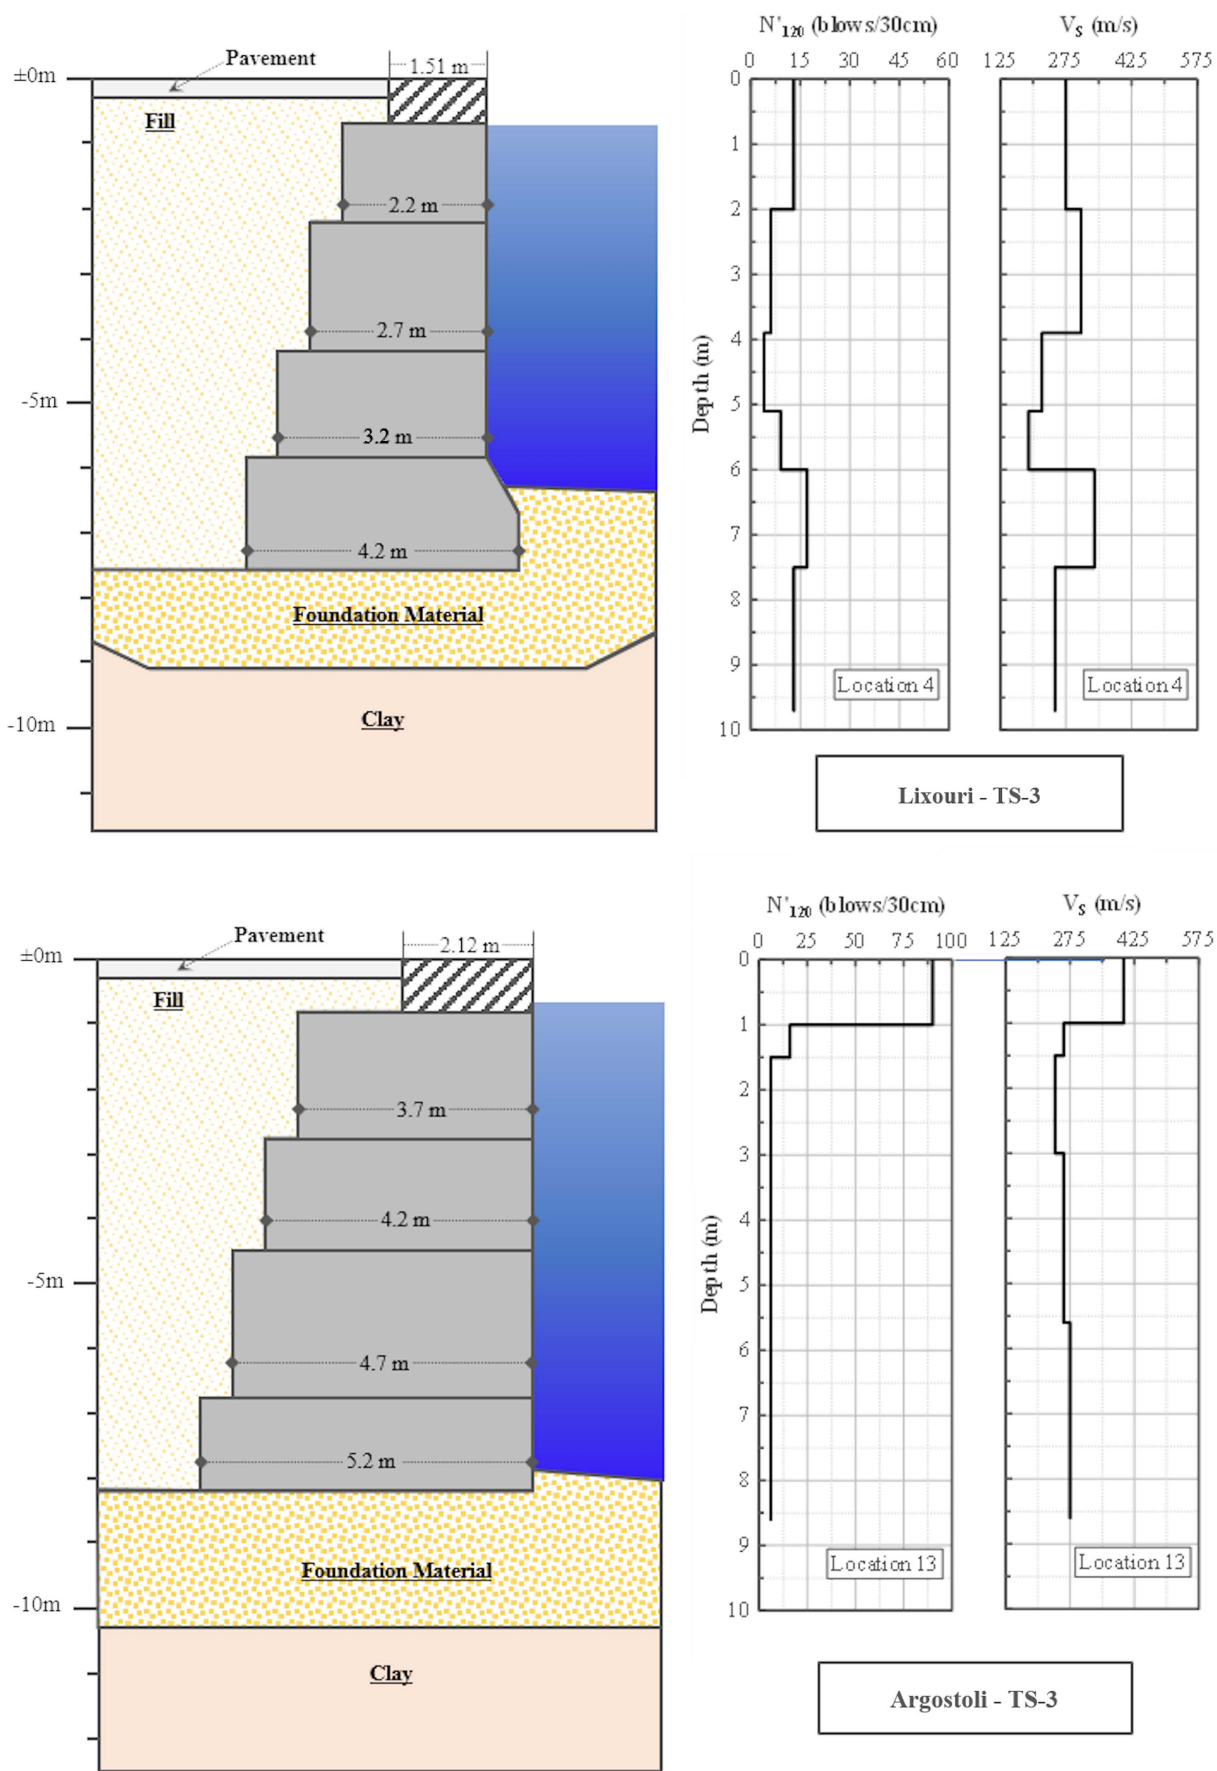 N'120 (blows/30cm) VS (m/s)
0 15 30 45 60 125 275 425 575
Pavement
1.51 m
±0m
Fill
2.2 m
2.7 m
-5m
3.2 m
4.2 m
Foundation Material
Clay
-10m
0
1
2
3
4
5
6
7
8
9
10
Depth (m)
Location 4
Location 4
Lixouri - TS-3
N'120 (blows/30cm) VS (m/s)
0 25 50 75 100 125 275 425 575
Pavement
2.12 m
±0m
Fill
3.7 m
4.2 m
-5m
4.7 m
5.2 m
Foundation Material
-10m
Clay
0
1
2
3
4
5
6
7
8
9
10
Depth (m)
Location 13
Location 13
Argostoli - TS-3